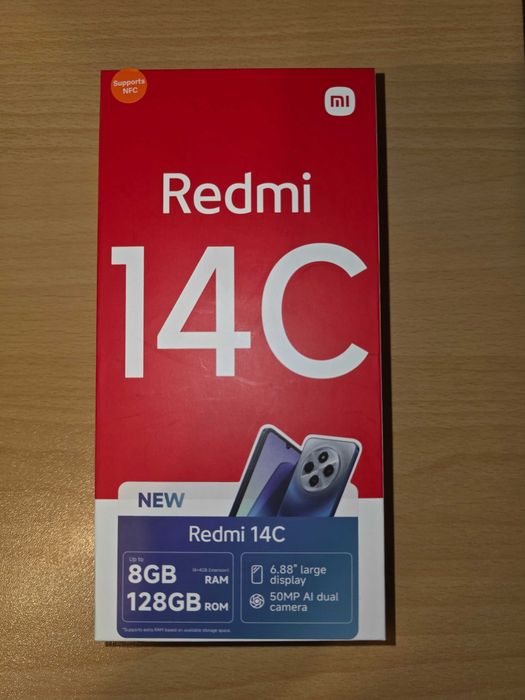 Supports
NFC
mi
Redmi
14C
NEW
Redmi 14C
Up to
8GB (4+4GB Extension) RAM
128GB ROM
6.88" large
display
50MP AI dual
camera
*Supports extra RAM based on available storage space.